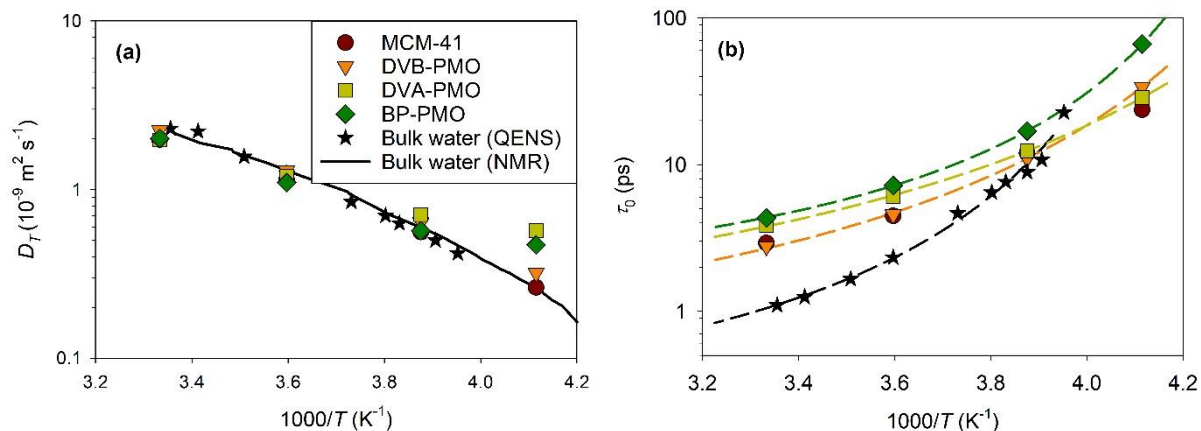 (a)
10
1
0.1
D_T (10⁻⁹ m² s⁻¹)
3.2 3.4 3.6 3.8 4.0 4.2
1000/T (K⁻¹)
MCM-41
DVB-PMO
DVA-PMO
BP-PMO
Bulk water (QENS)
Bulk water (NMR)
(b)
100
10
1
τ₀ (ps)
3.2 3.4 3.6 3.8 4.0 4.2
1000/T (K⁻¹)